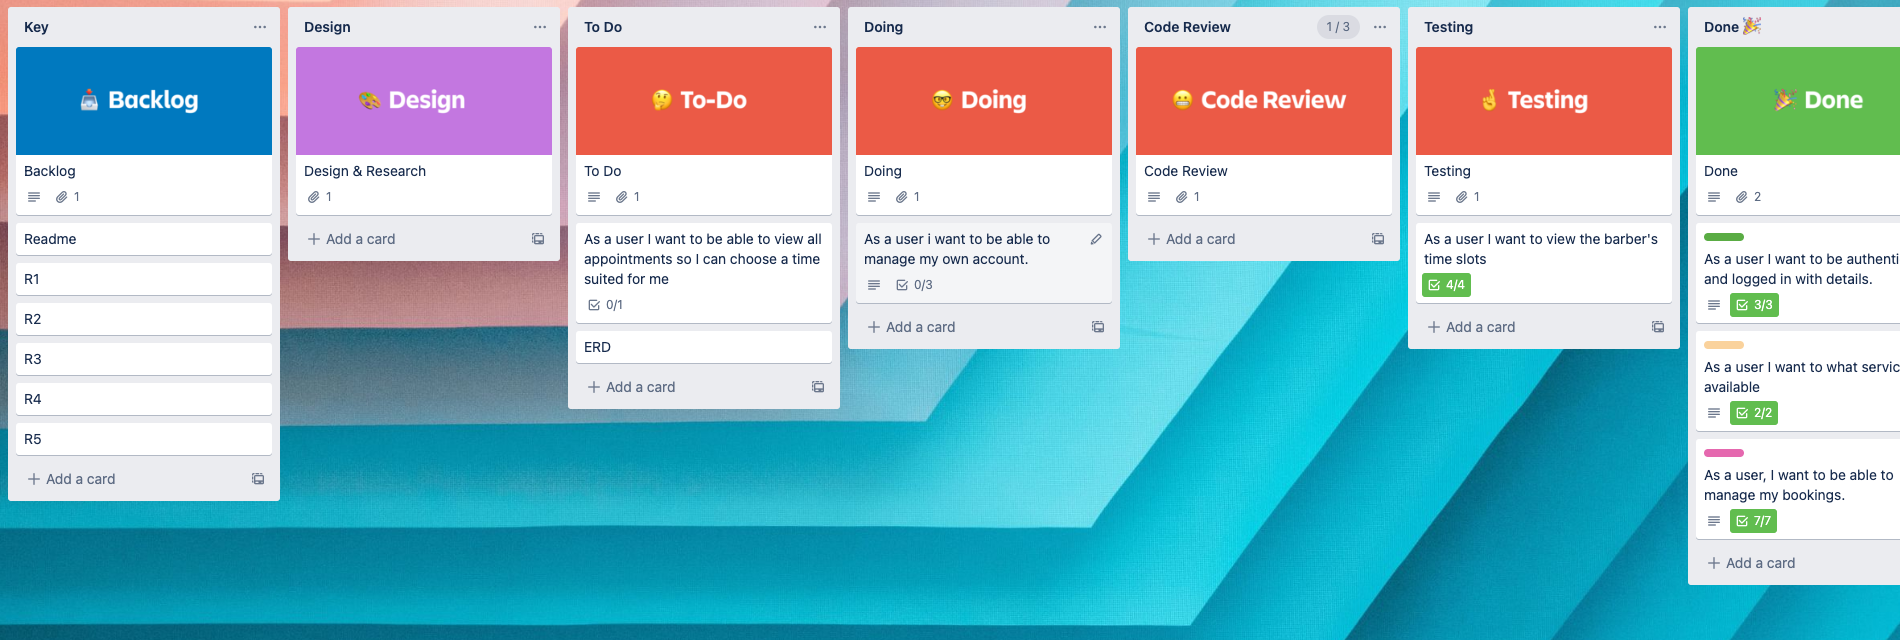 Key
Backlog
Backlog
1
Readme
R1
R2
R3
R4
R5
+ Add a card
Design
Design
Design & Research
1
+ Add a card
To Do
To-Do
To Do
1
As a user I want to be able to view all
appointments so I can choose a time
suited for me
0/1
ERD
+ Add a card
Doing
Doing
Doing
1
As a user i want to be able to
manage my own account.
0/3
+ Add a card
Code Review
1 / 3
Code Review
Code Review
1
+ Add a card
Testing
Testing
Testing
1
As a user I want to view the barber's
time slots
4/4
+ Add a card
Done
Done
Done
2
As a user I want to be authenti
and logged in with details.
3/3
As a user I want to what servic
available
2/2
As a user, I want to be able to
manage my bookings.
7/7
+ Add a card